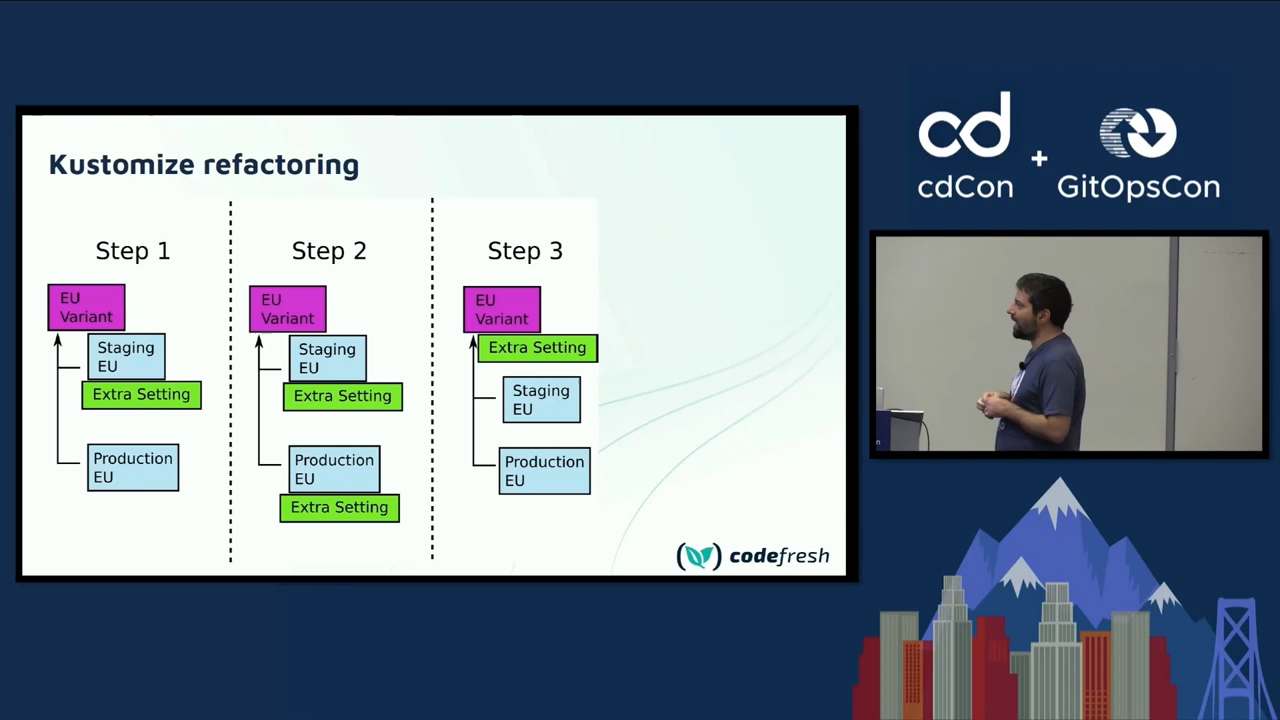 Kustomize refactoring
Step 1
EU
Variant
Staging
EU
Extra Setting
Production
EU
Step 2
EU
Variant
Staging
EU
Extra Setting
Production
EU
Extra Setting
Step 3
EU
Variant
Extra Setting
Staging
EU
Production
EU
codefresh
cd
cdCon
+
GitOpsCon